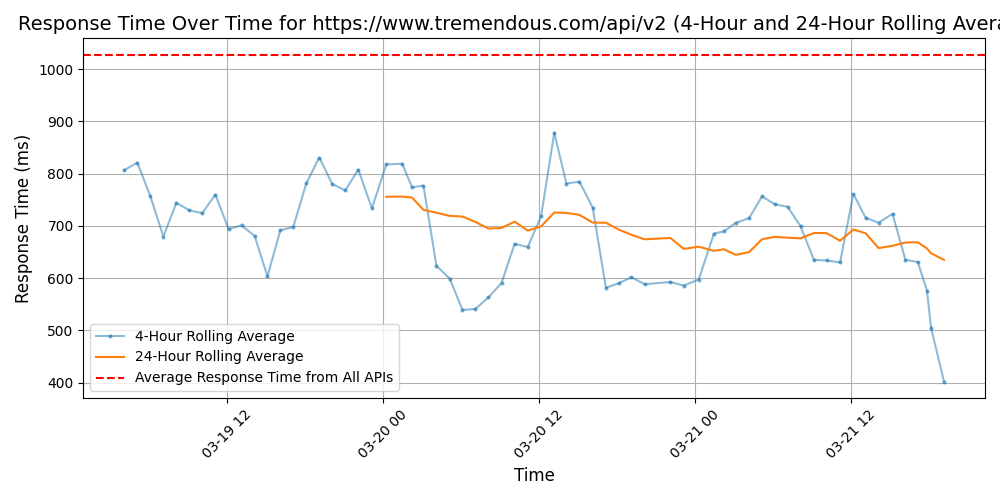 Response Time Over Time for https://www.tremendous.com/api/v2 (4-Hour and 24-Hour Rolling Avera
Response Time (ms)
1000
900
800
700
600
500
400
4-Hour Rolling Average
24-Hour Rolling Average
Average Response Time from All APIs
03-19 12
03-20 00
03-20 12
03-21 00
03-21 12
Time